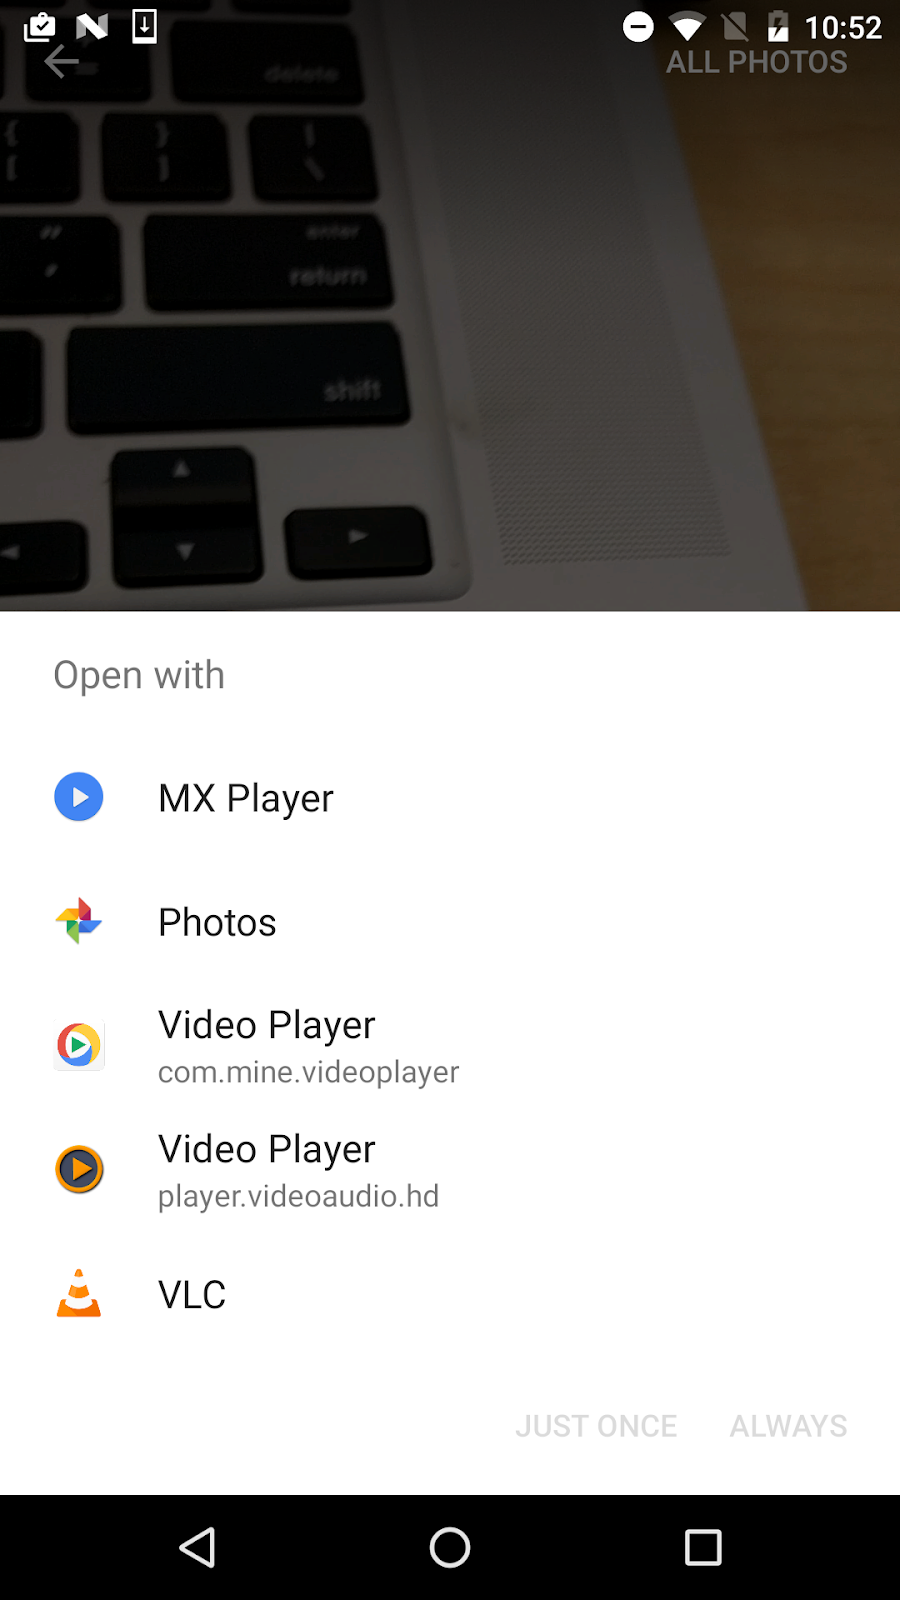 10:52
ALL PHOTOS
delete
{
[
}
]
|
\
"
'
enter
return
shift
Open with
MX Player
Photos
Video Player
com.mine.videoplayer
Video Player
player.videoaudio.hd
VLC
JUST ONCE
ALWAYS